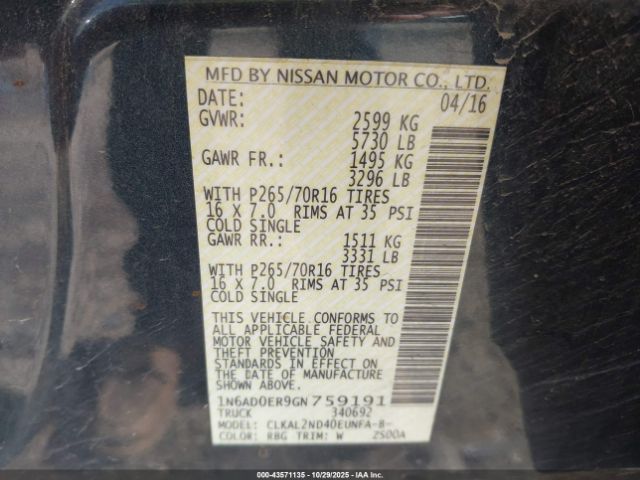 MFD BY NISSAN MOTOR CO., LTD.
DATE: 04/16
GVWR: 2599 KG
5730 LB
GAWR FR.: 1495 KG
3296 LB
WITH P265/70R16 TIRES
16 X 7.0 RIMS AT 35 PSI
COLD SINGLE
GAWR RR.: 1511 KG
3331 LB
WITH P265/70R16 TIRES
16 X 7.0 RIMS AT 35 PSI
COLD SINGLE
THIS VEHICLE CONFORMS TO
ALL APPLICABLE FEDERAL
MOTOR VEHICLE SAFETY AND
THEFT PREVENTION
STANDARDS IN EFFECT ON
THE DATE OF MANUFACTURE
SHOWN ABOVE.
1N6AD0ER9GN759191
TRUCK 340692
MODEL: CLKAL2ND40EUNFA-B-
COLOR: RBG TRIM: W ZS00A
000-43571135 - 10/29/2025 - IAAI.COM